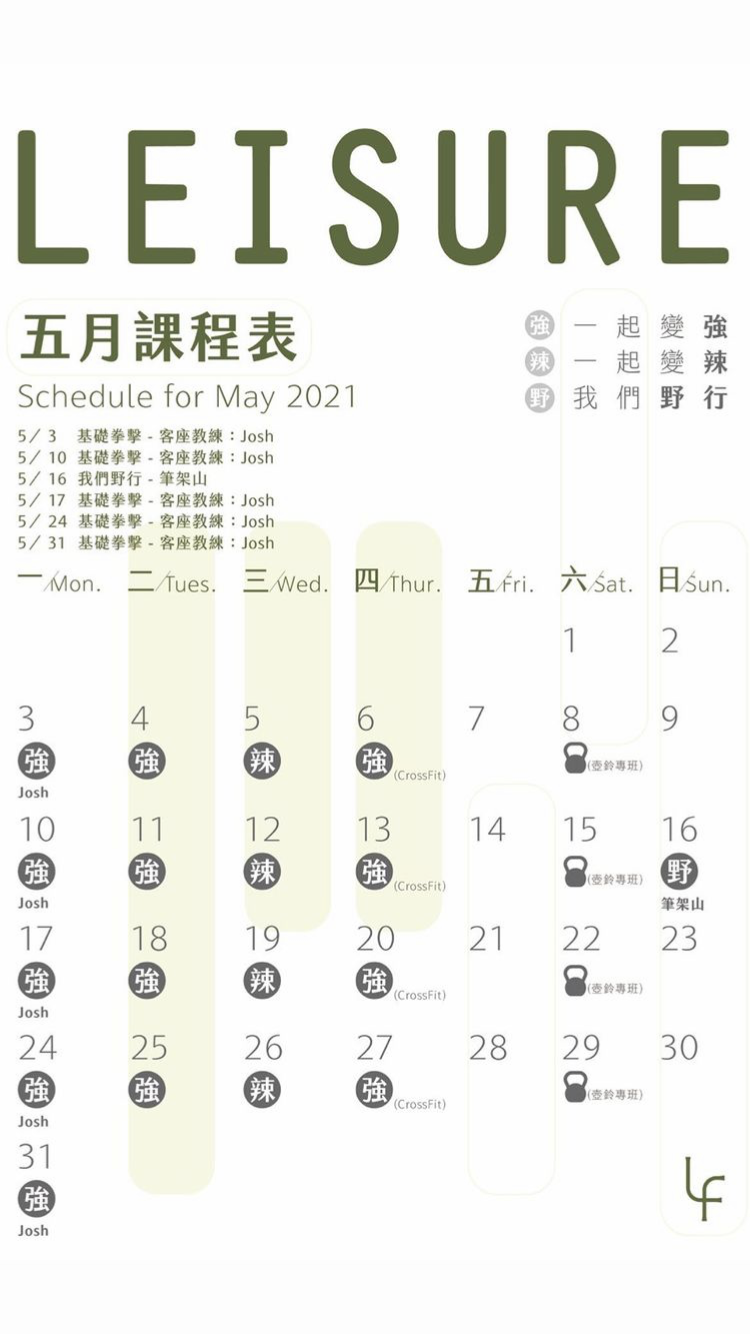 LEISURE
五月課程表
Schedule for May 2021
強 一起變強
辣 一起變辣
野 我們野行
5/ 3 基礎拳擊 - 客座教練：Josh
5/ 10 基礎拳擊 - 客座教練：Josh
5/ 16 我們野行 - 筆架山
5/ 17 基礎拳擊 - 客座教練：Josh
5/ 24 基礎拳擊 - 客座教練：Josh
5/ 31 基礎拳擊 - 客座教練：Josh
一/Mon. 二/Tues. 三/Wed. 四/Thur. 五/Fri. 六/Sat. 日/Sun.
1 2
3 4 5 6 7 8 9
強 強 辣 強 (CrossFit) (壺鈴專班)
Josh
10 11 12 13 14 15 16
強 強 辣 強 (CrossFit) (壺鈴專班) 野
Josh 筆架山
17 18 19 20 21 22 23
強 強 辣 強 (CrossFit) (壺鈴專班)
Josh
24 25 26 27 28 29 30
強 強 辣 強 (CrossFit) (壺鈴專班)
Josh
31
強
Josh
LF